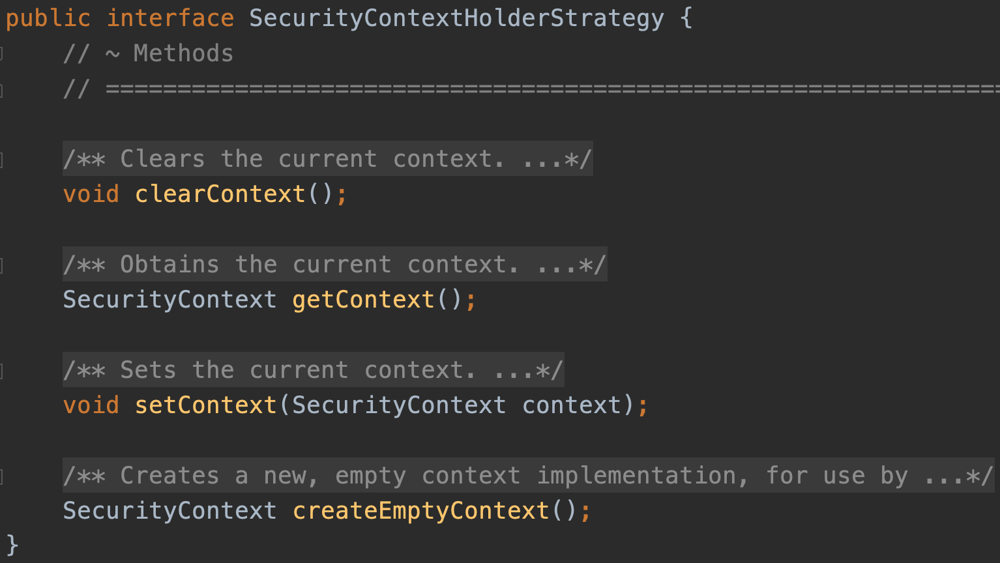 public interface SecurityContextHolderStrategy {
// ~ Methods
// ===============================================================
/** Clears the current context. ...*/
void clearContext();
/** Obtains the current context. ...*/
SecurityContext getContext();
/** Sets the current context. ...*/
void setContext(SecurityContext context);
/** Creates a new, empty context implementation, for use by ...*/
SecurityContext createEmptyContext();
}